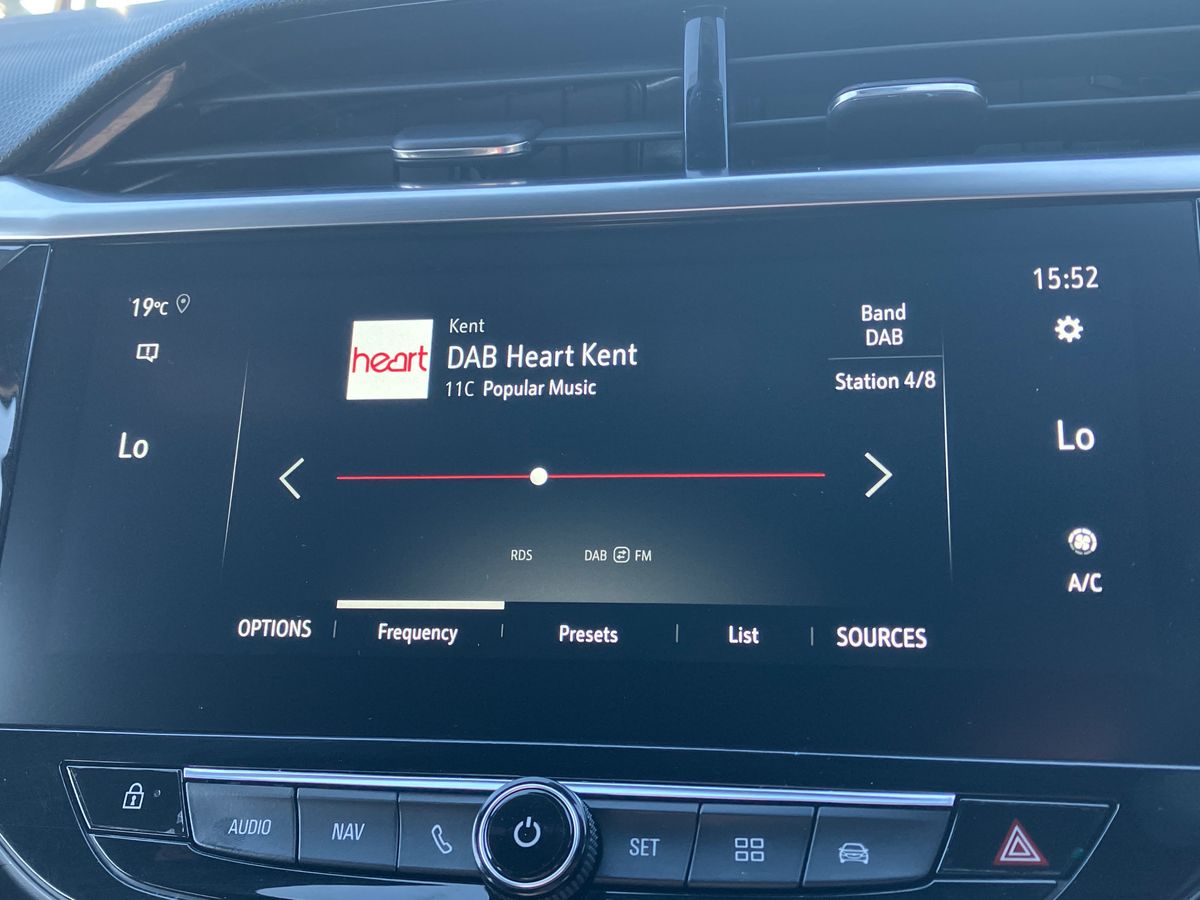 19°C
15:52
heart
Kent
DAB Heart Kent
11C Popular Music
Band
DAB
Station 4/8
Lo
Lo
RDS
DAB FM
A/C
OPTIONS
Frequency
Presets
List
SOURCES
AUDIO
NAV
SET